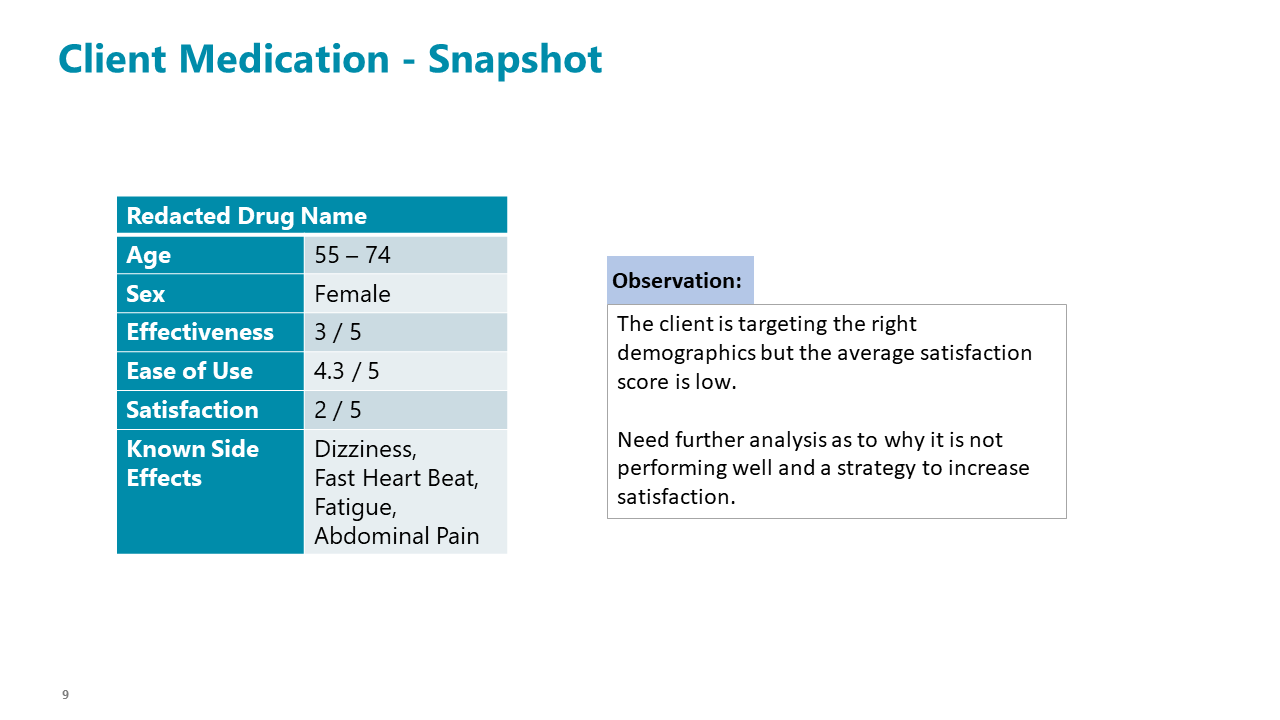 Client Medication - Snapshot
Redacted Drug Name
Age 55 – 74
Sex Female
Effectiveness 3 / 5
Ease of Use 4.3 / 5
Satisfaction 2 / 5
Known Side Effects
Dizziness,
Fast Heart Beat,
Fatigue,
Abdominal Pain
Observation:
The client is targeting the right
demographics but the average satisfaction
score is low.
Need further analysis as to why it is not
performing well and a strategy to increase
satisfaction.
9